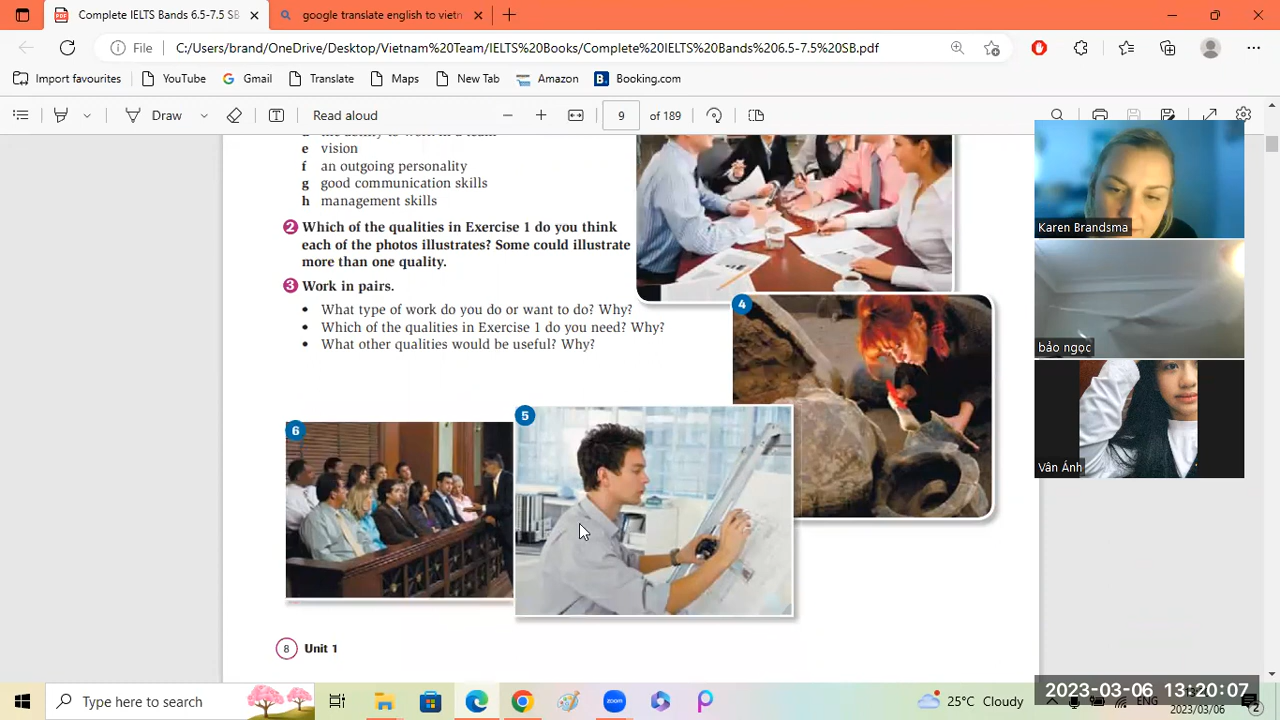 Complete IELTS Bands 6.5-7.5 SB
google translate photos to vietn
File
C:/Users/brand/OneDrive/Desktop/Vietnam%20Team/IELTS%20Books/Complete%20IELTS%20Bands%206.5-7.5%20SB.pdf
Import favourites
YouTube
Gmail
Translate
Maps
New Tab
Amazon
Booking.com
Draw
Read aloud
9
of 189
e vision
f an outgoing personality
g good communication skills
h management skills
2 Which of the qualities in Exercise 1 do you think
each of the photos illustrates? Some could illustrate
more than one quality.
3 Work in pairs.
• What type of work do you do or want to do? Why?
• Which of the qualities in Exercise 1 do you need? Why?
• What other qualities would be useful? Why?
4
5
6
8 Unit 1
Karen Brandsma
bảo ngọc
Vân Ánh
Type here to search
zoom
25°C Cloudy
ENG
2023-03-06 13:20:07
2023/03/06
2